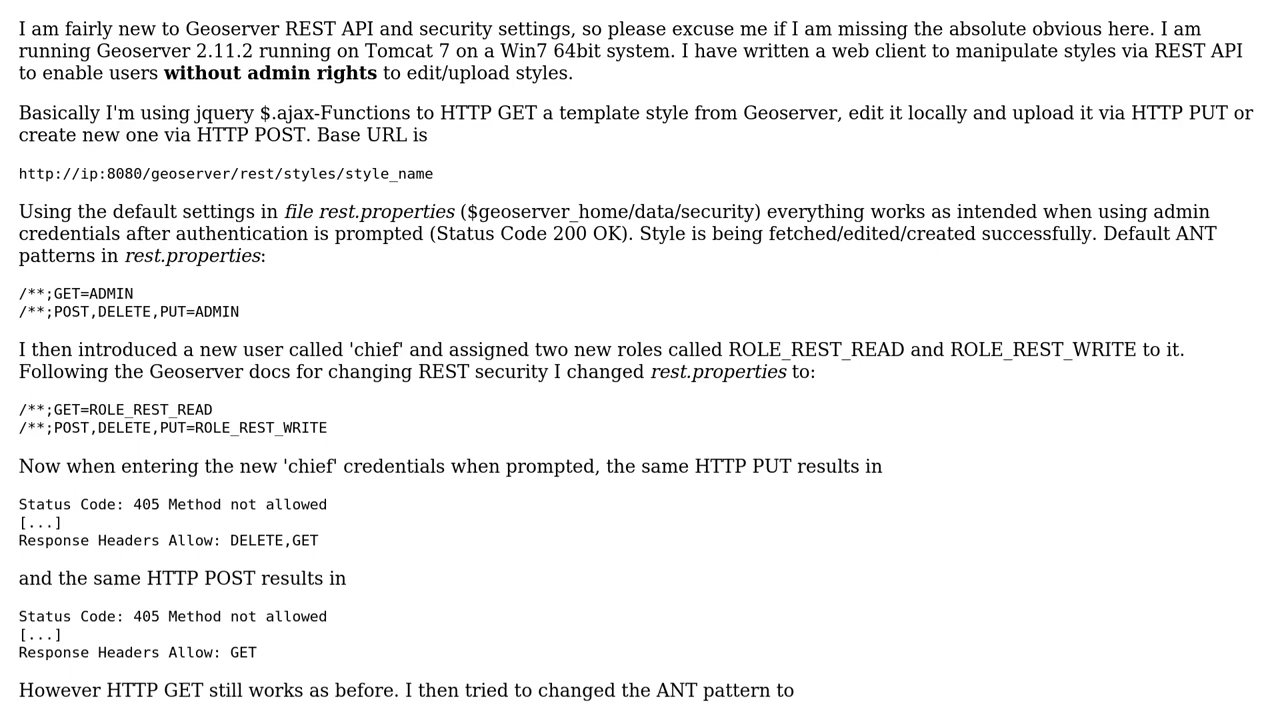 I am fairly new to Geoserver REST API and security settings, so please excuse me if I am missing the absolute obvious here. I am
running Geoserver 2.11.2 running on Tomcat 7 on a Win7 64bit system. I have written a web client to manipulate styles via REST API
to enable users without admin rights to edit/upload styles.
Basically I'm using jquery $.ajax-Functions to HTTP GET a template style from Geoserver, edit it locally and upload it via HTTP PUT or
create new one via HTTP POST. Base URL is
http://ip:8080/geoserver/rest/styles/style_name
Using the default settings in file rest.properties ($geoserver_home/data/security) everything works as intended when using admin
credentials after authentication is prompted (Status Code 200 OK). Style is being fetched/edited/created successfully. Default ANT
patterns in rest.properties:
/**;GET=ADMIN
/**;POST,DELETE,PUT=ADMIN
I then introduced a new user called 'chief' and assigned two new roles called ROLE_REST_READ and ROLE_REST_WRITE to it.
Following the Geoserver docs for changing REST security I changed rest.properties to:
/**;GET=ROLE_REST_READ
/**;POST,DELETE,PUT=ROLE_REST_WRITE
Now when entering the new 'chief' credentials when prompted, the same HTTP PUT results in
Status Code: 405 Method not allowed
[...]
Response Headers Allow: DELETE,GET
and the same HTTP POST results in
Status Code: 405 Method not allowed
[...]
Response Headers Allow: GET
However HTTP GET still works as before. I then tried to changed the ANT pattern to